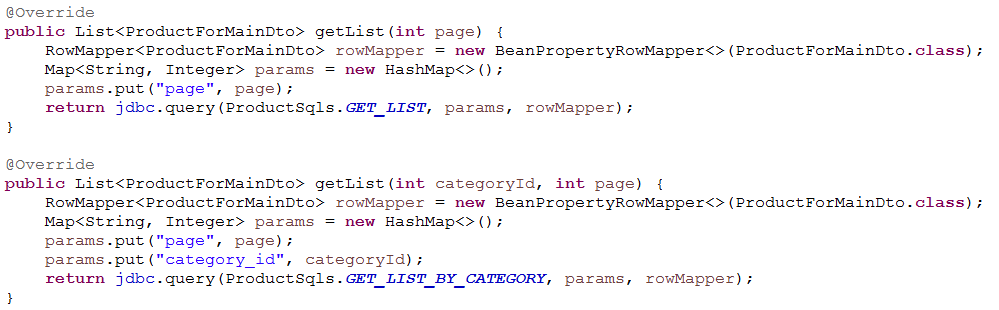 @Override
public List<ProductForMainDto> getList(int page) {
    RowMapper<ProductForMainDto> rowMapper = new BeanPropertyRowMapper<>(ProductForMainDto.class);
    Map<String, Integer> params = new HashMap<>();
    params.put("page", page);
    return jdbc.query(ProductSqls.GET_LIST, params, rowMapper);
}

@Override
public List<ProductForMainDto> getList(int categoryId, int page) {
    RowMapper<ProductForMainDto> rowMapper = new BeanPropertyRowMapper<>(ProductForMainDto.class);
    Map<String, Integer> params = new HashMap<>();
    params.put("page", page);
    params.put("category_id", categoryId);
    return jdbc.query(ProductSqls.GET_LIST_BY_CATEGORY, params, rowMapper);
}